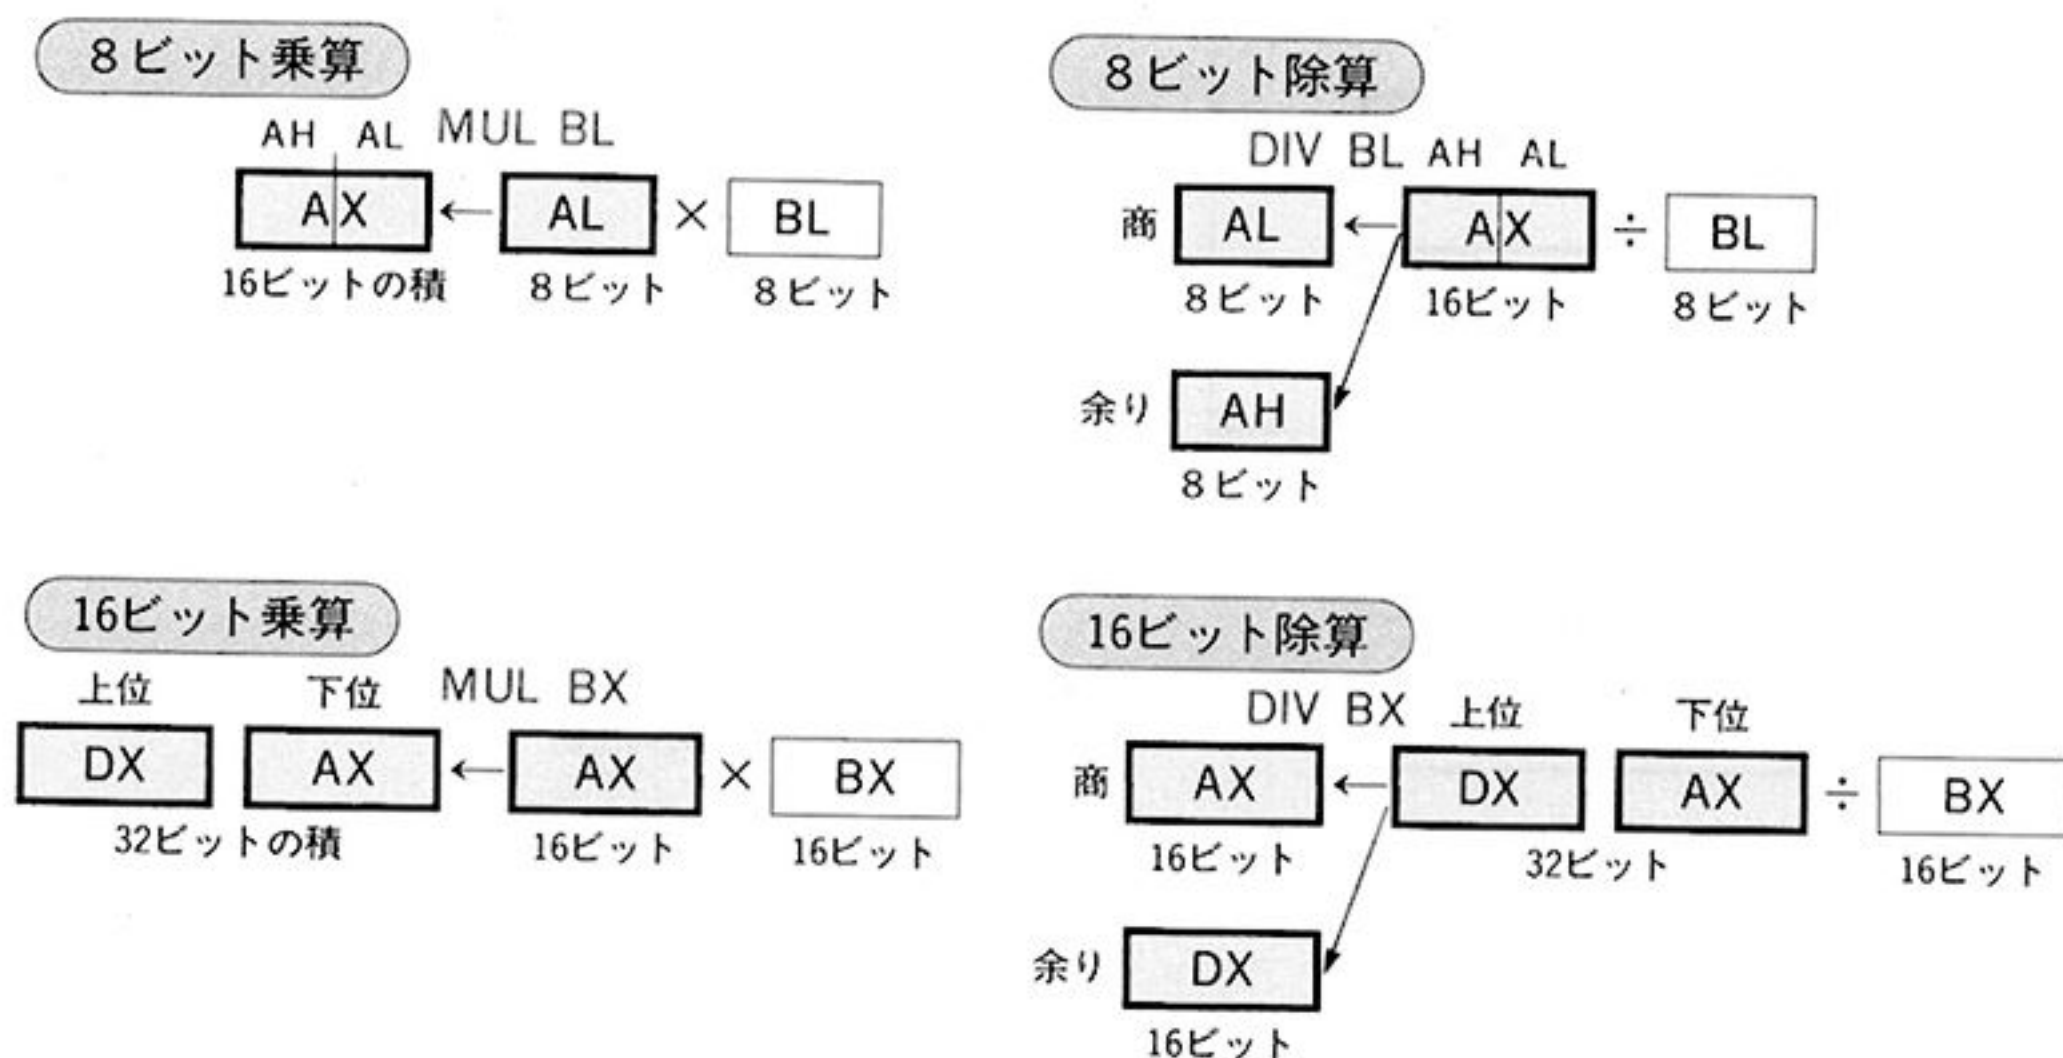 8ビット乗算
AH AL MUL BL
AX ← AL × BL
16ビットの積 8ビット 8ビット
8ビット除算
DIV BL AH AL
商 AL ← AX ÷ BL
8ビット 16ビット 8ビット
余り AH
8ビット
16ビット乗算
上位 下位 MUL BX
DX AX ← AX × BX
32ビットの積 16ビット 16ビット
16ビット除算
DIV BX 上位 下位
商 AX ← DX AX ÷ BX
16ビット 32ビット 16ビット
余り DX
16ビット